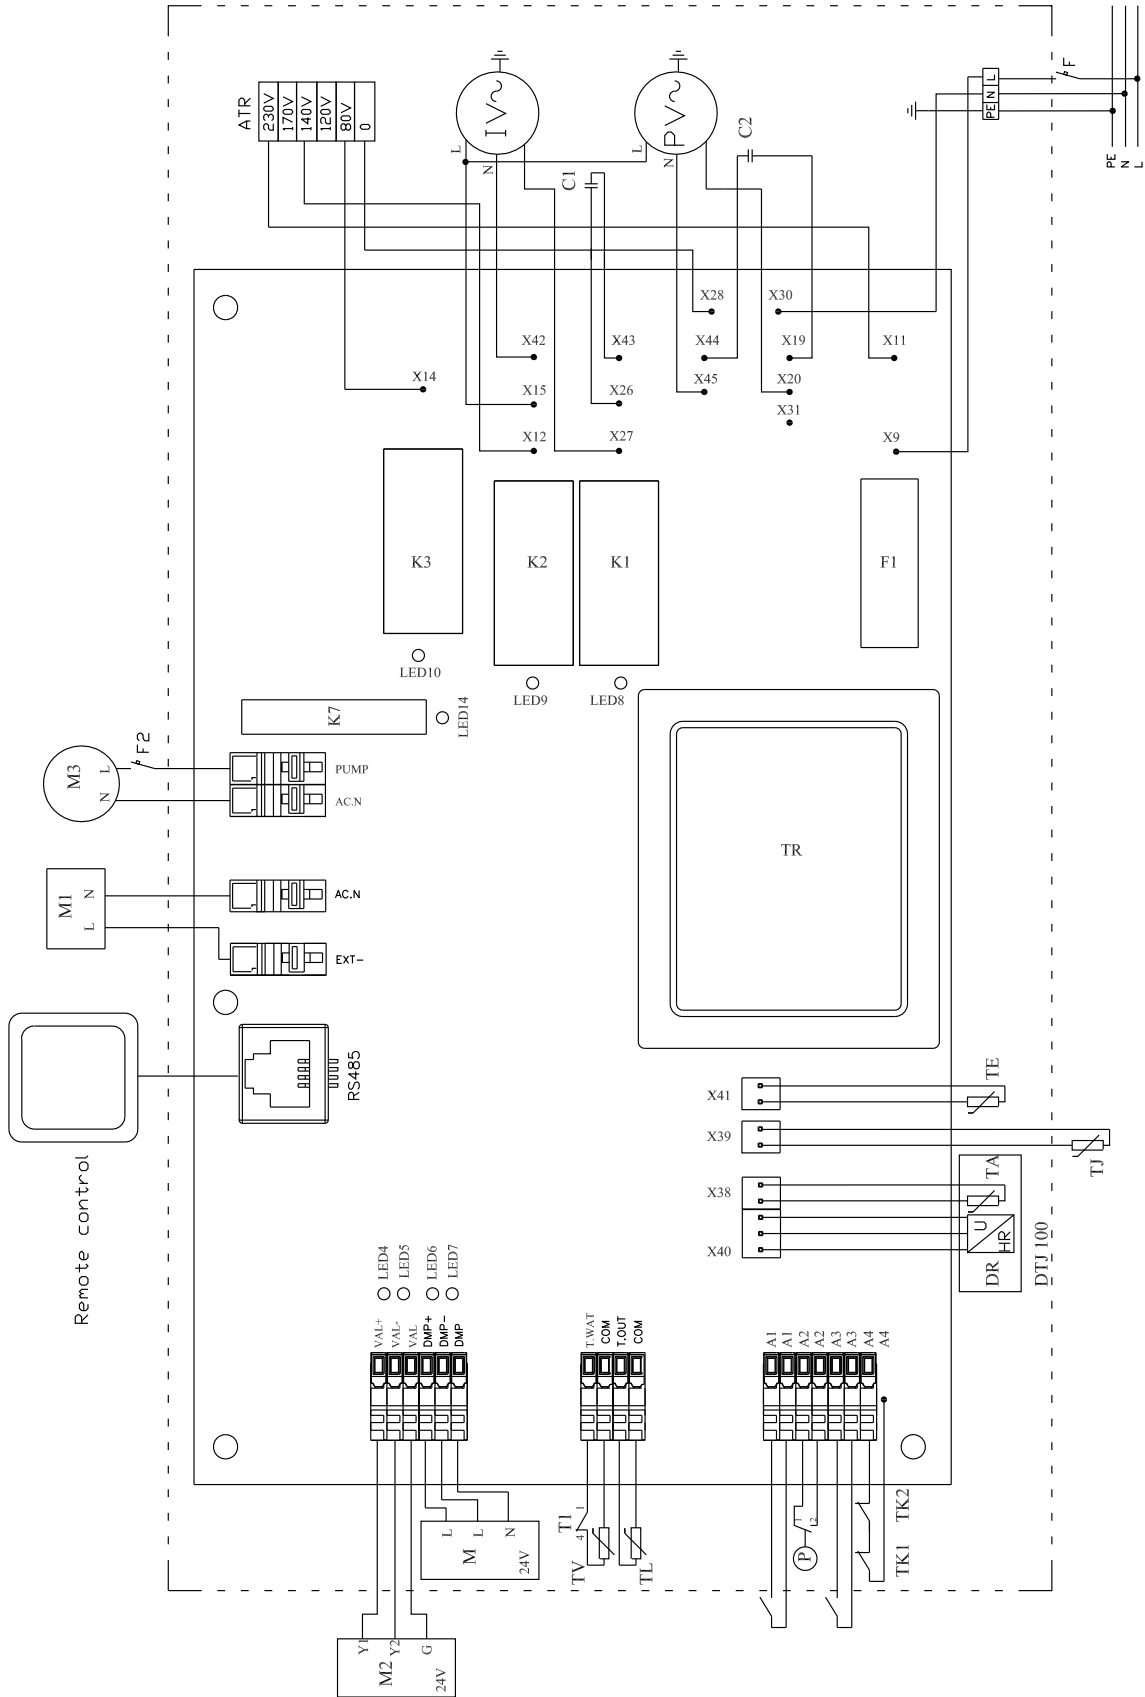 ATR
230V
170V
140V
120V
80V
0
IV~
L
N
PV~
L
N
C1
C2
F
L
N
PE
PE
N
L
X28
X30
X42
X43
X44
X19
X11
X14
X15
X26
X45
X20
X31
X12
X27
X9
K3
K2
K1
F1
LED10
LED9
LED8
K7
LED14
M3
L
N
F2
PUMP
AC.N
M1
N
L
AC.N
EXT-
TR
RS485
Remote control
X41
TE
X39
TJ
X38
TA
X40
U
HR
DR
DTJ 100
LED4
LED5
LED6
LED7
VAL+
VAL-
VAL
DMP+
DMP-
DMP
T.WAT
COM
T.OUT
COM
A1
A1
A2
A2
A3
A3
A4
A4
L
L
N
M
24V
T1
1
4
TV
TL
P
1
2
TK2
TK1
Y1
Y2
G
M2
24V